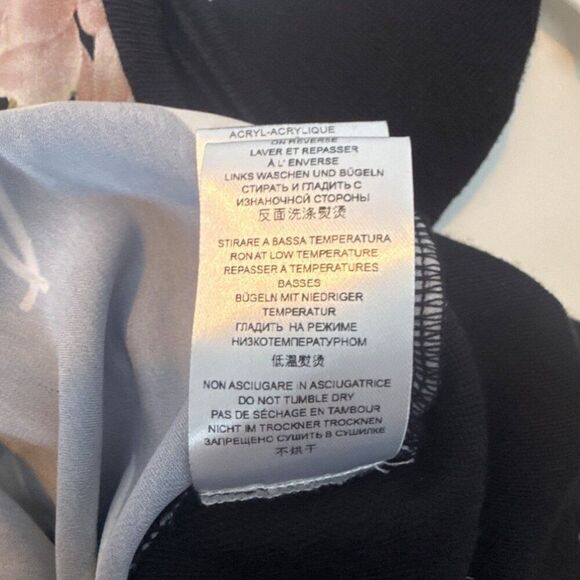 ACRYL-ACRYLIQUE
ON REVERSE
LAVER ET REPASSER
À L' ENVERSE
LINKS WASCHEN UND BÜGELN
СТИРАТЬ И ГЛАДИТЬ С
ИЗНАНОЧНОЙ СТОРОНЫ
反面洗涤熨烫
STIRARE A BASSA TEMPERATURA
RON AT LOW TEMPERATURE
REPASSER A TEMPERATURES
BASSES
BÜGELN MIT NIEDRIGER
TEMPERATUR
ГЛАДИТЬ НА РЕЖИМЕ
НИЗКОТЕМПЕРАТУРНОМ
低温熨烫
NON ASCIUGARE IN ASCIUGATRICE
DO NOT TUMBLE DRY
PAS DE SÉCHAGE EN TAMBOUR
NICHT IM TROCKNER TROCKNEN
ЗАПРЕЩЕНО СУШИТЬ В СУШИЛКЕ
不烘干